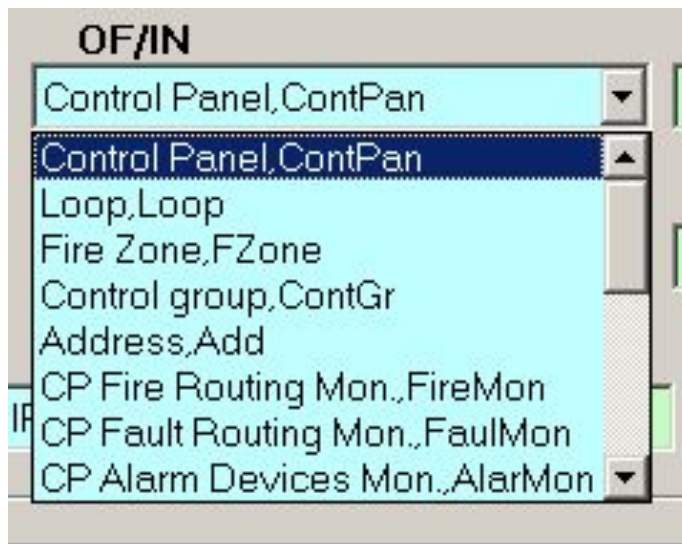 OF/IN
Control Panel,ContPan
Control Panel,ContPan
Loop,Loop
Fire Zone,FZone
Control group,ContGr
Address,Add
CP Fire Routing Mon.,FireMon
CP Fault Routing Mon.,FaulMon
CP Alarm Devices Mon.,AlarMon